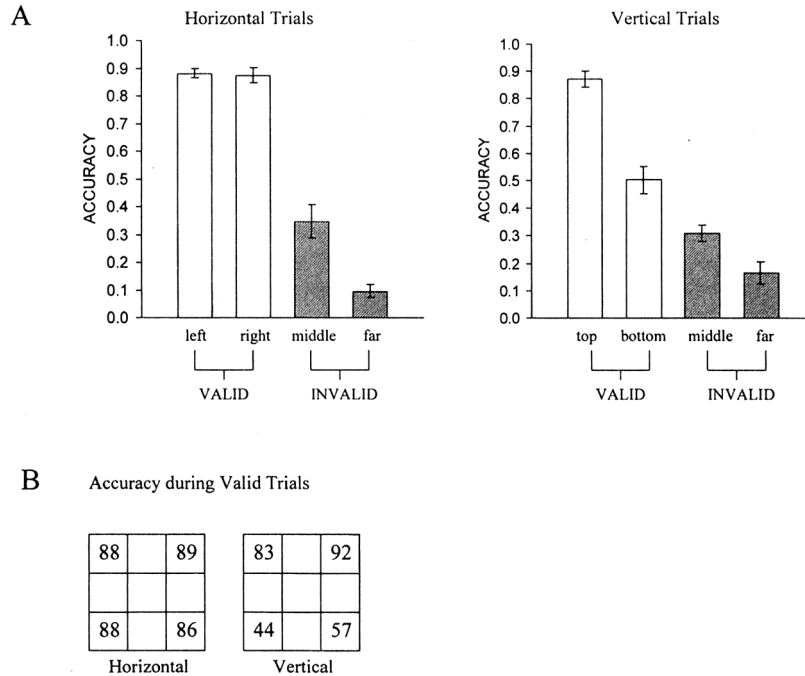 A
Horizontal Trials
ACCURACY
1.0
0.9
0.8
0.7
0.6
0.5
0.4
0.3
0.2
0.1
0.0
left right middle far
VALID INVALID
Vertical Trials
ACCURACY
1.0
0.9
0.8
0.7
0.6
0.5
0.4
0.3
0.2
0.1
0.0
top bottom middle far
VALID INVALID
B Accuracy during Valid Trials
88 89
88 86
Horizontal
83 92
44 57
Vertical